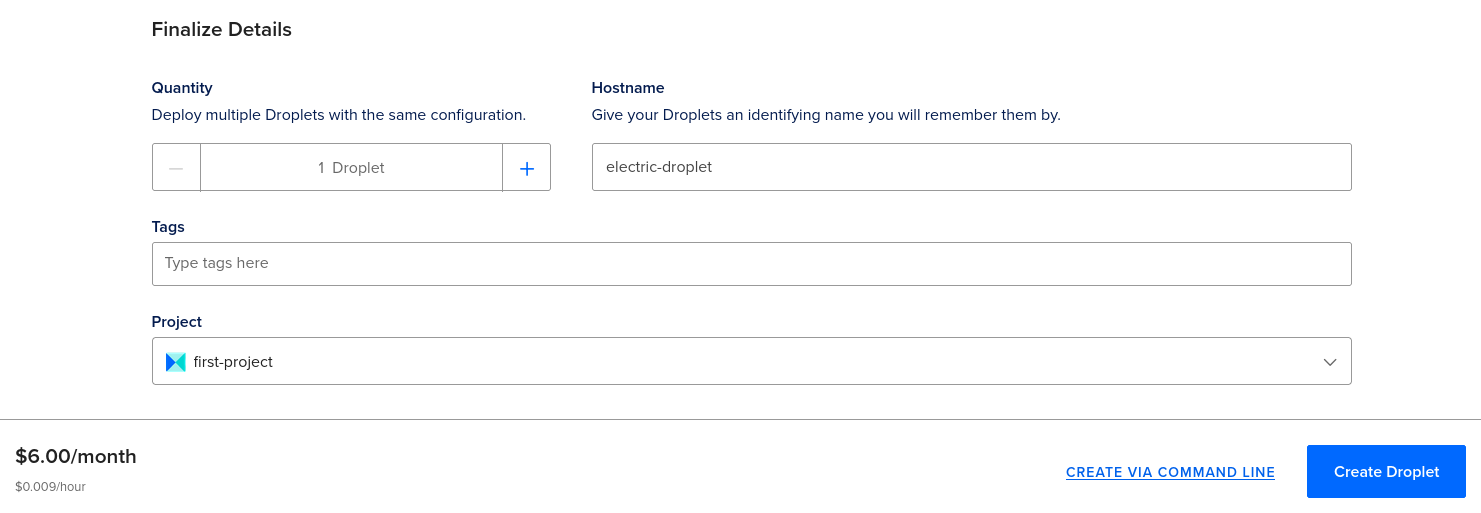 Finalize Details
Quantity
Deploy multiple Droplets with the same configuration.
1 Droplet
Hostname
Give your Droplets an identifying name you will remember them by.
electric-droplet
Tags
Type tags here
Project
first-project
$6.00/month
$0.009/hour
CREATE VIA COMMAND LINE
Create Droplet